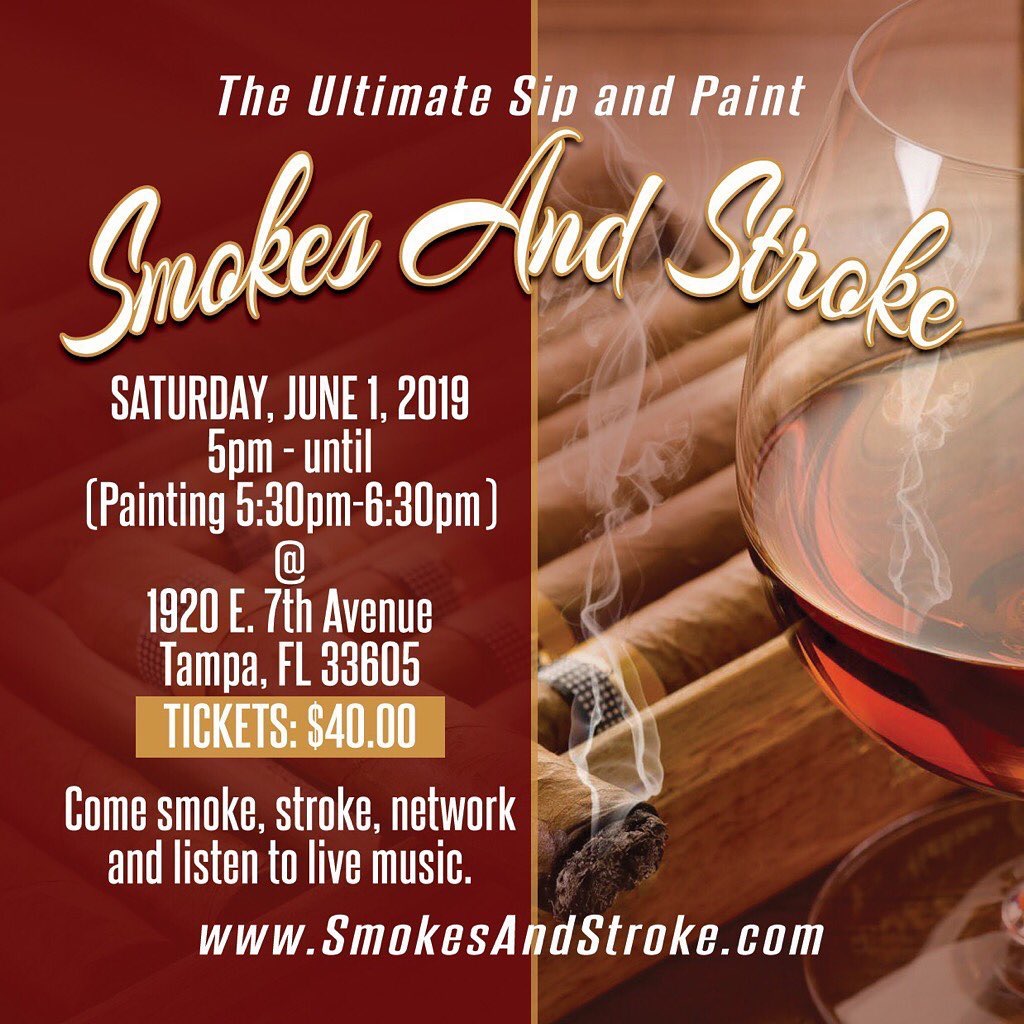 The Ultimate Sip and Paint
Smokes And Stroke
SATURDAY, JUNE 1, 2019
5pm - until
(Painting 5:30pm-6:30pm)
@
1920 E. 7th Avenue
Tampa, FL 33605
TICKETS: $40.00
Come smoke, stroke, network
and listen to live music.
www.SmokesAndStroke.com